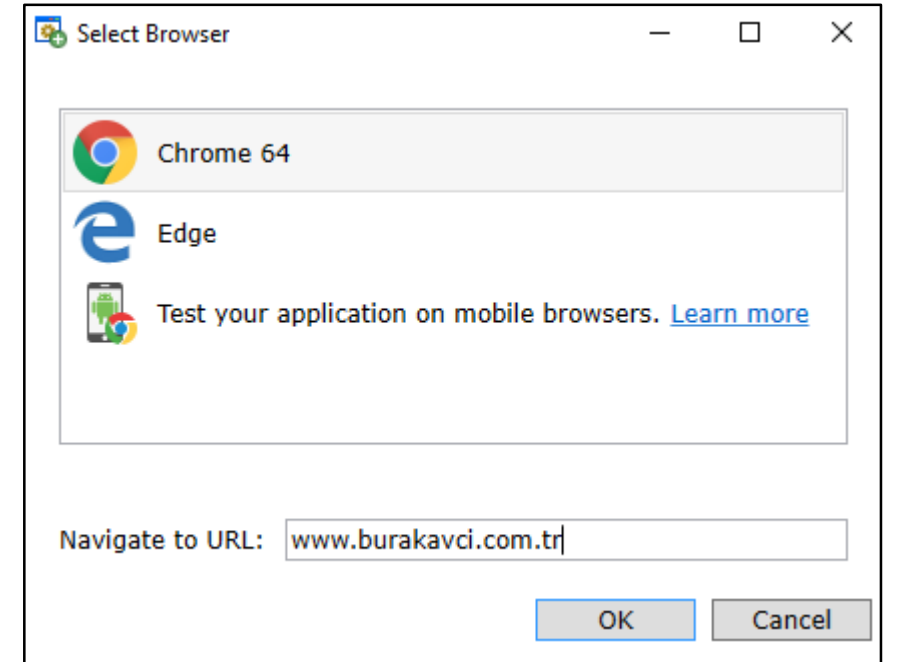 Select Browser
Chrome 64
Edge
Test your application on mobile browsers. Learn more
Navigate to URL: www.burakavci.com.tr
OK Cancel